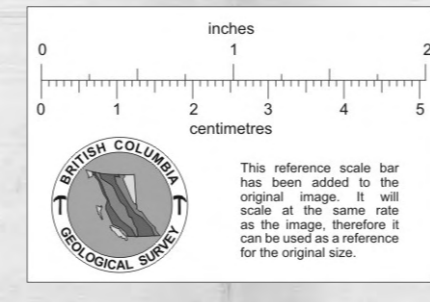 inches
0 1 2
0 1 2 3 4 5
centimetres
BRITISH COLUMBIA
GEOLOGICAL SURVEY
This reference scale bar
has been added to the
original image. It will
scale at the same rate
as the image, therefore it
can be used as a reference
for the original size.